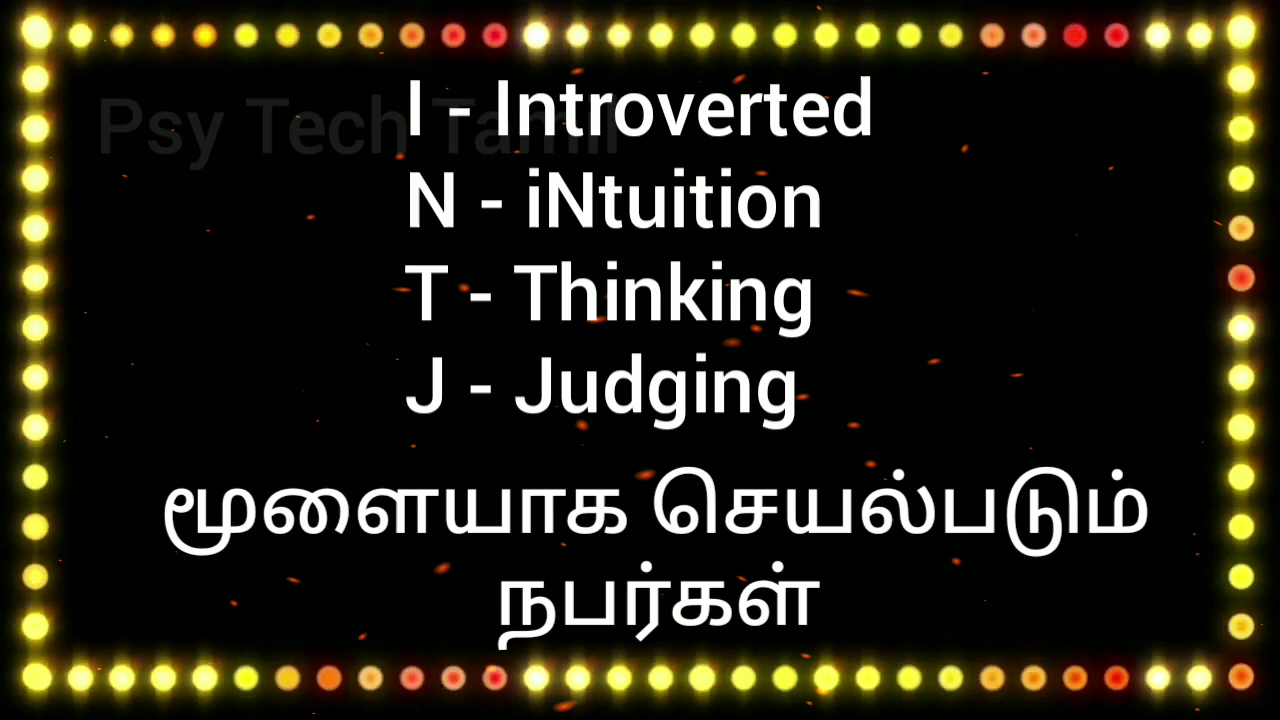 Psy Tech Tamil
I - Introverted
N - iNtuition
T - Thinking
J - Judging
மூளையாக செயல்படும்
நபர்கள்